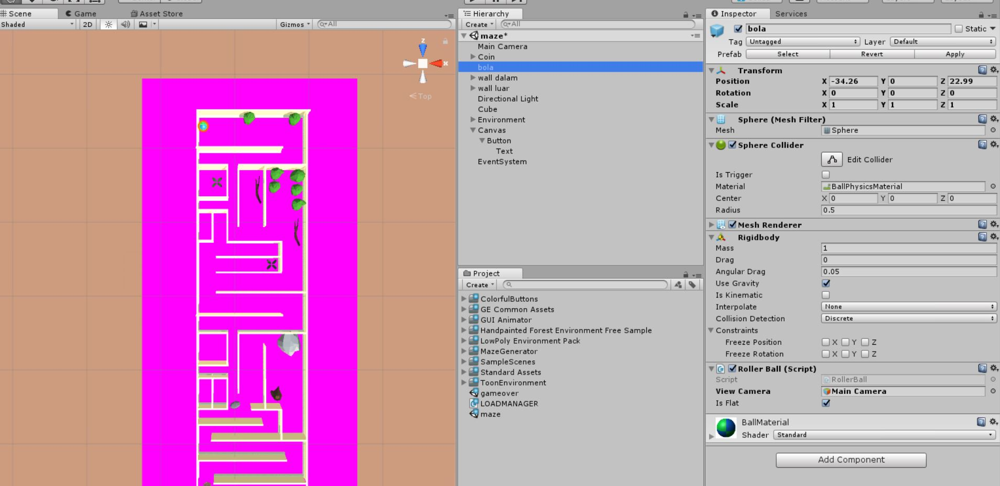 Scene
Game
Asset Store
Shaded
2D
Gizmos
All
z
x
Top
Hierarchy
Create
All
maze*
Main Camera
Coin
bola
wall dalam
wall luar
Directional Light
Cube
Environment
Canvas
Button
Text
EventSystem
Project
Create
ColorfulButtons
GE Common Assets
GUI Animator
Handpainted Forest Environment Free Sample
LowPoly Environment Pack
MazeGenerator
SampleScenes
Standard Assets
ToonEnvironment
gameover
LOADMANAGER
maze
Inspector Services
bola Static
Tag Untagged Layer Default
Prefab Select Revert Apply
Transform
Position X -34.26 Y 0 Z 22.99
Rotation X 0 Y 0 Z 0
Scale X 1 Y 1 Z 1
Sphere (Mesh Filter)
Mesh Sphere
Sphere Collider
Edit Collider
Is Trigger
Material BallPhysicsMaterial
Center X 0 Y 0 Z 0
Radius 0.5
Mesh Renderer
Rigidbody
Mass 1
Drag 0
Angular Drag 0.05
Use Gravity
Is Kinematic
Interpolate None
Collision Detection Discrete
Constraints
Freeze Position X Y Z
Freeze Rotation X Y Z
Roller Ball (Script)
Script RollerBall
View Camera Main Camera
Is Flat
BallMaterial
Shader Standard
Add Component